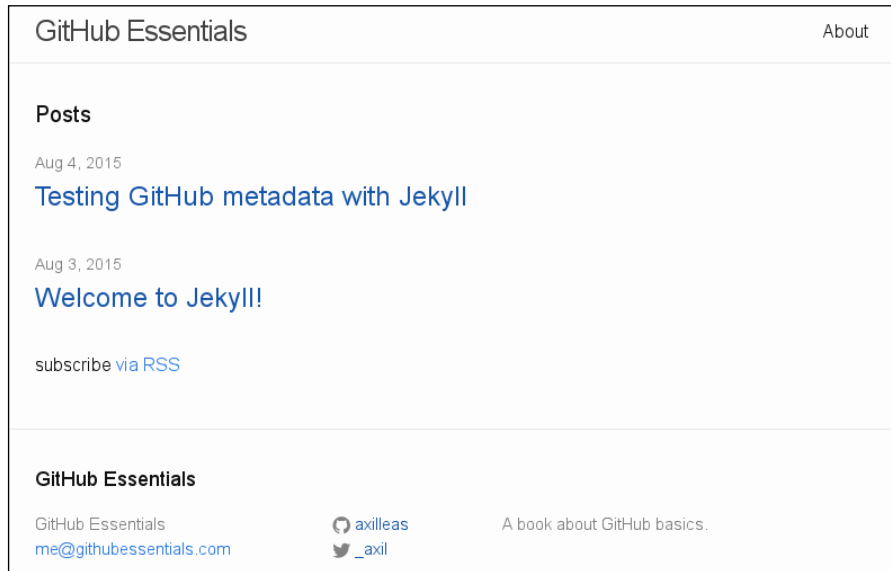 GitHub Essentials About
Posts
Aug 4, 2015
Testing GitHub metadata with Jekyll
Aug 3, 2015
Welcome to Jekyll!
subscribe via RSS
GitHub Essentials
GitHub Essentials axilleas A book about GitHub basics.
me@githubessentials.com _axil